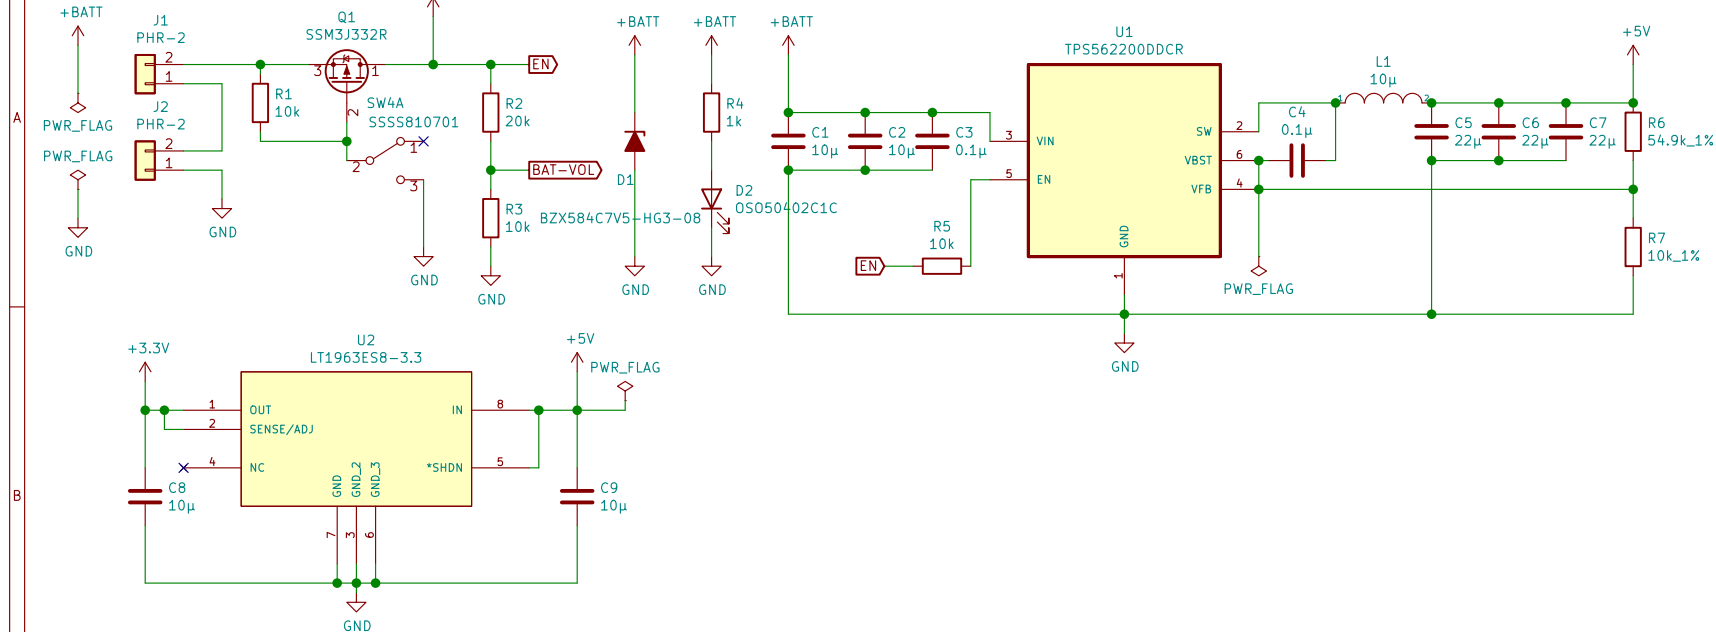 A
B
+BATT
PWR_FLAG
PWR_FLAG
GND
J1
PHR-2
2
1
J2
PHR-2
2
1
GND
R1
10k
Q1
SSM3J332R
3
1
2
SW4A
SSSS810701
1
2
3
GND
EN
R2
20k
BAT-VOL
R3
10k
GND
+BATT
D1
BZX584C7V5-HG3-08
GND
+BATT
R4
1k
D2
OSO50402C1C
GND
+BATT
C1
10μ
C2
10μ
C3
0.1μ
EN
R5
10k
U1
TPS562200DDCR
3
VIN
5
EN
SW
2
VBST
6
VFB
4
GND
1
GND
C4
0.1μ
PWR_FLAG
L1
10μ
1
2
C5
22μ
C6
22μ
C7
22μ
+5V
R6
54.9k_1%
R7
10k_1%
+3.3V
C8
10μ
U2
LT1963ES8-3.3
1
OUT
2
SENSE/ADJ
4
NC
IN
8
*SHDN
5
GND
GND_2
GND_3
7
3
6
GND
+5V
PWR_FLAG
C9
10μ